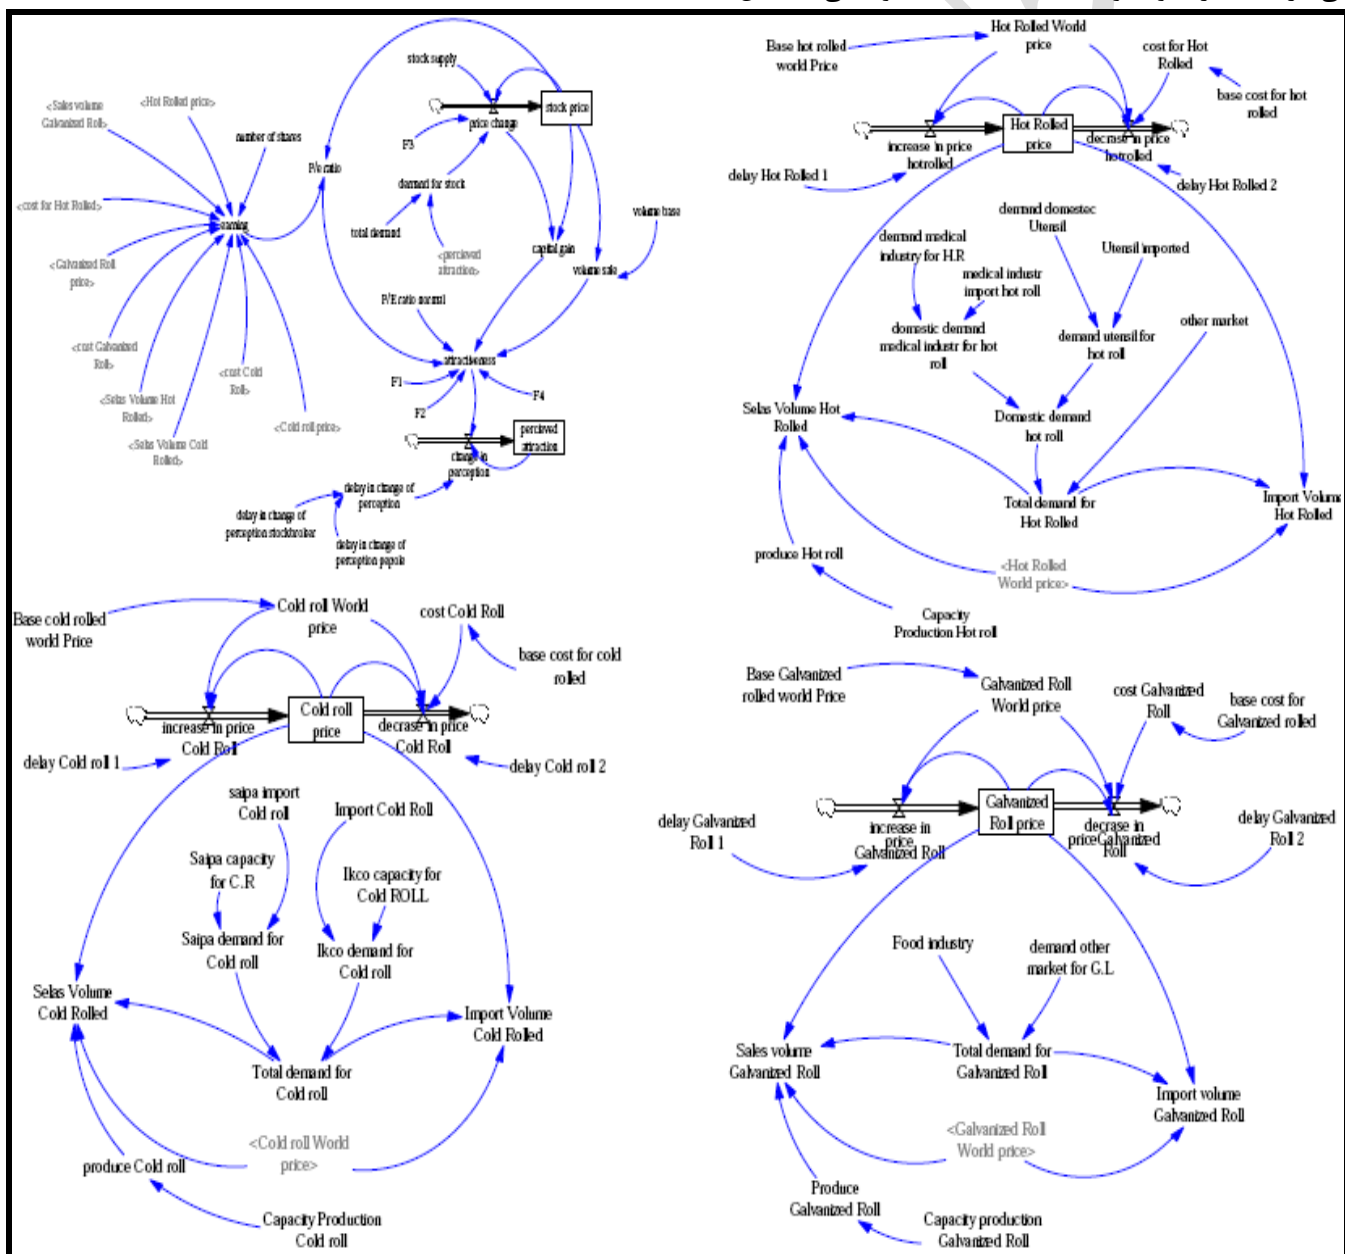 stock supply
stock price
price change
F3
<Sales volume
Galvanized Roll>
<Hot Rolled price>
number of shares
P/e ratio
demand for stock
<cost for Hot Rolled>
earning
total demand
<percieved
attraction>
capital gain
volume base
volume sale
<Galvanized Roll
price>
P/E ratio normal
<cost Galvanized
Roll>
<cost Cold
Roll>
attractiveness
F1
F2
F4
<Selas Volume Hot
Rolled>
<Selas Volume Cold
Rolled>
<Cold roll price>
percieved
attraction
change in
perception
delay in change of
perception
delay in change of
perception stockbroker
delay in change of
perception pepole
Hot Rolled World
price
Base hot rolled
world Price
cost for Hot
Rolled
base cost for hot
rolled
Hot Rolled
price
increase in price
hotrolled
decrase in price
hotrolled
delay Hot Rolled 1
delay Hot Rolled 2
demand domestec
Utensil
demand medical
industry for H.R
Utensil imported
medical industr
import hot roll
other market
domestic demand
medical industr for hot
roll
demand utensil for
hot roll
Selas Volume Hot
Rolled
Domestic demand
hot roll
Total demand for
Hot Rolled
Import Volume
Hot Rolled
produce Hot roll
<Hot Rolled
World price>
Capacity
Production Hot roll
Base cold rolled
world Price
Cold roll World
price
cost Cold Roll
base cost for cold
rolled
Cold roll
price
increase in price
Cold Roll
decrase in price
Cold Roll
delay Cold roll 1
delay Cold roll 2
saipa import
Cold roll
Import Cold Roll
Saipa capacity
for C.R
Ikco capacity for
Cold ROLL
Saipa demand for
Cold roll
Ikco demand for
Cold roll
Selas Volume
Cold Rolled
Import Volume
Cold Rolled
Total demand for
Cold roll
<Cold roll World
price>
produce Cold roll
Capacity Production
Cold roll
Base Galvanized
rolled world Price
Galvanized Roll
World price
cost Galvanized
Roll
base cost for
Galvanized rolled
Galvanized
Roll price
increase in
price
Galvanized Roll
decrase in
priceGalvanized
Roll
delay Galvanized
Roll 1
delay Galvanized
Roll 2
Food industry
demand other
market for G.L
Sales volume
Galvanized Roll
Total demand for
Galvanized Roll
Import volume
Galvanized Roll
<Galvanized Roll
World price>
Produce
Galvanized Roll
Capacity production
Galvanized Roll